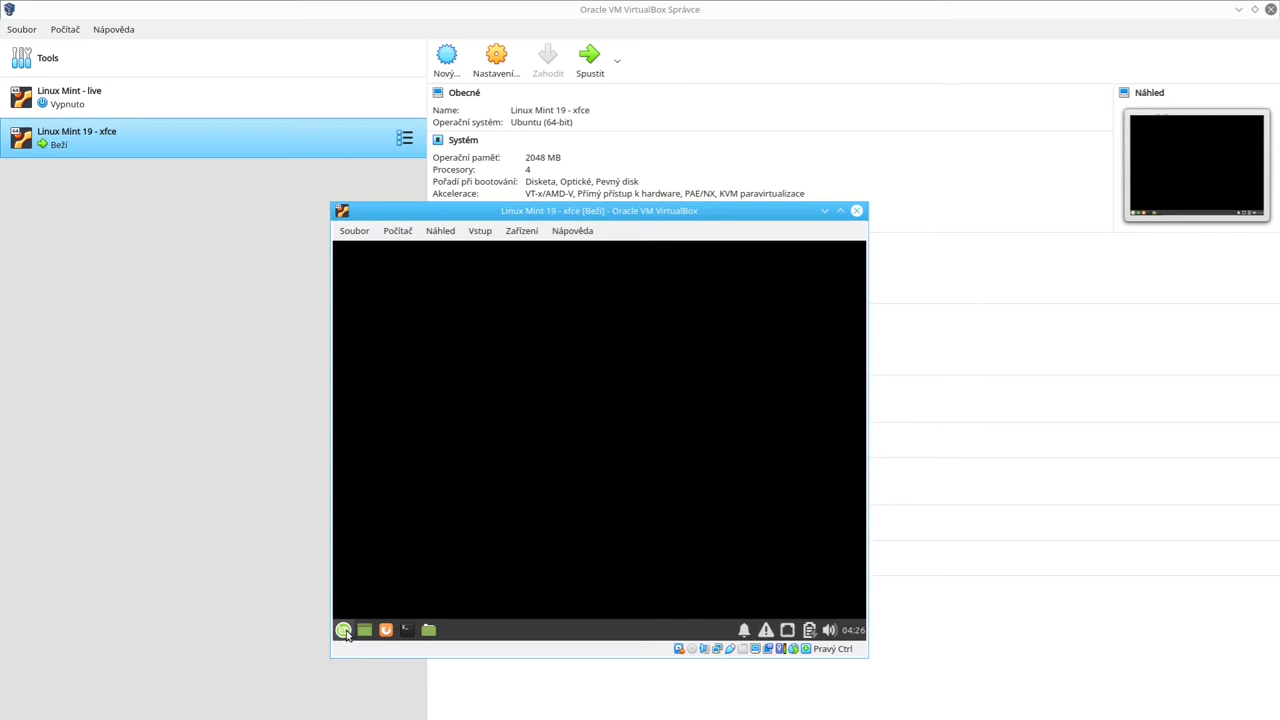 Oracle VM VirtualBox Správce
Soubor Počítač Nápověda
Tools
Linux Mint - live
Vypnuto
Linux Mint 19 - xfce
Beží
Nový... Nastavení... Zahodit Spustit
Obecné
Name: Linux Mint 19 - xfce
Operační systém: Ubuntu (64-bit)
Systém
Operační paměť: 2048 MB
Procesory: 4
Pořadí při bootování: Disketa, Optické, Pevný disk
Akcelerace: VT-x/AMD-V, Přímý přístup k hardware, PAE/NX, KVM paravirtualizace
Náhled
Linux Mint 19 - xfce [Beží] - Oracle VM VirtualBox
Soubor Počítač Náhled Vstup Zařízení Nápověda
04:26
Pravý Ctrl